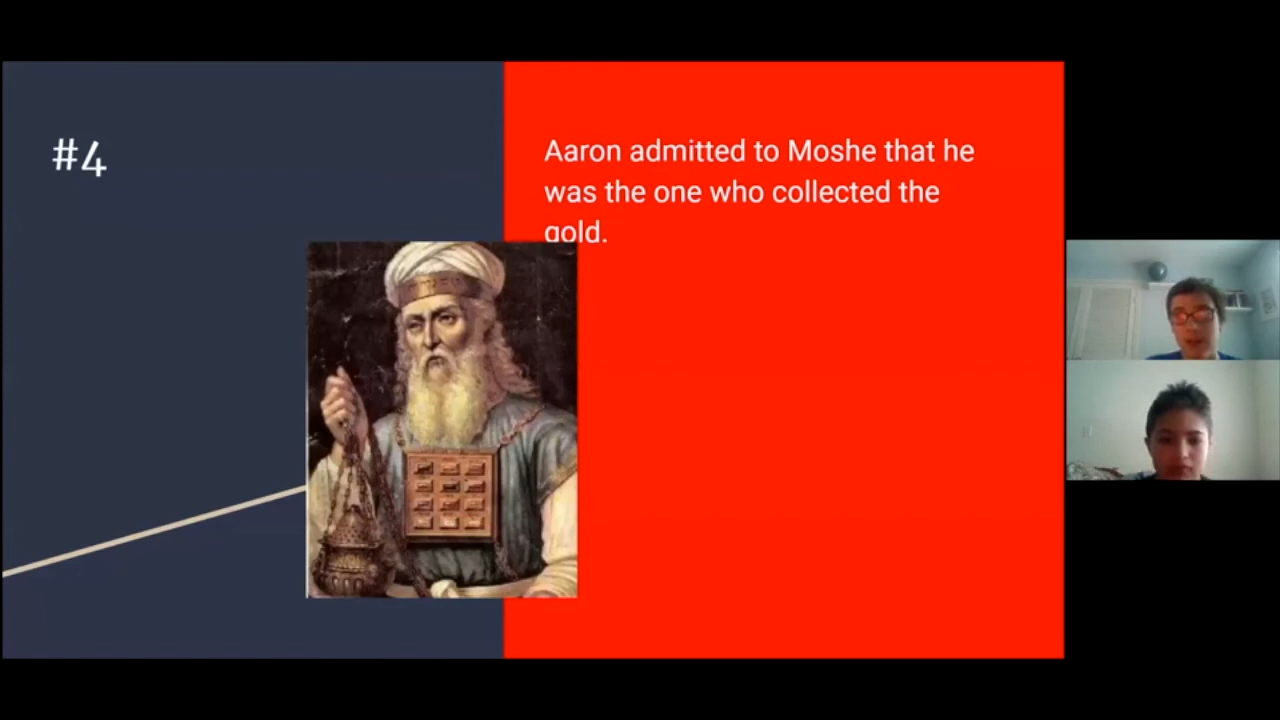 #4
Aaron admitted to Moshe that he
was the one who collected the
gold.